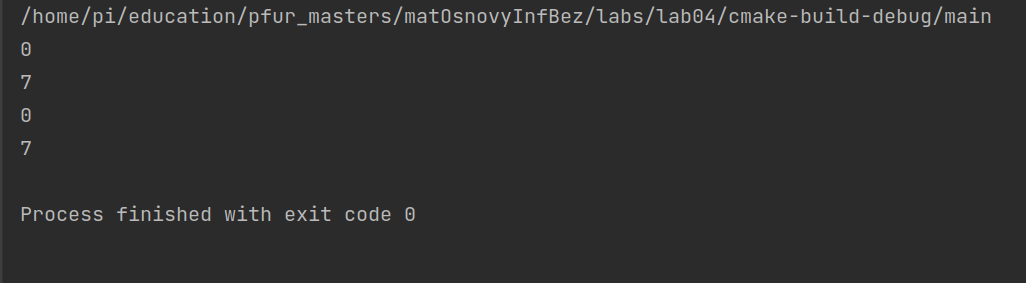 /home/pi/education/pfur_masters/matOsnovyInfBez/labs/lab04/cmake-build-debug/main
0
7
0
7
Process finished with exit code 0